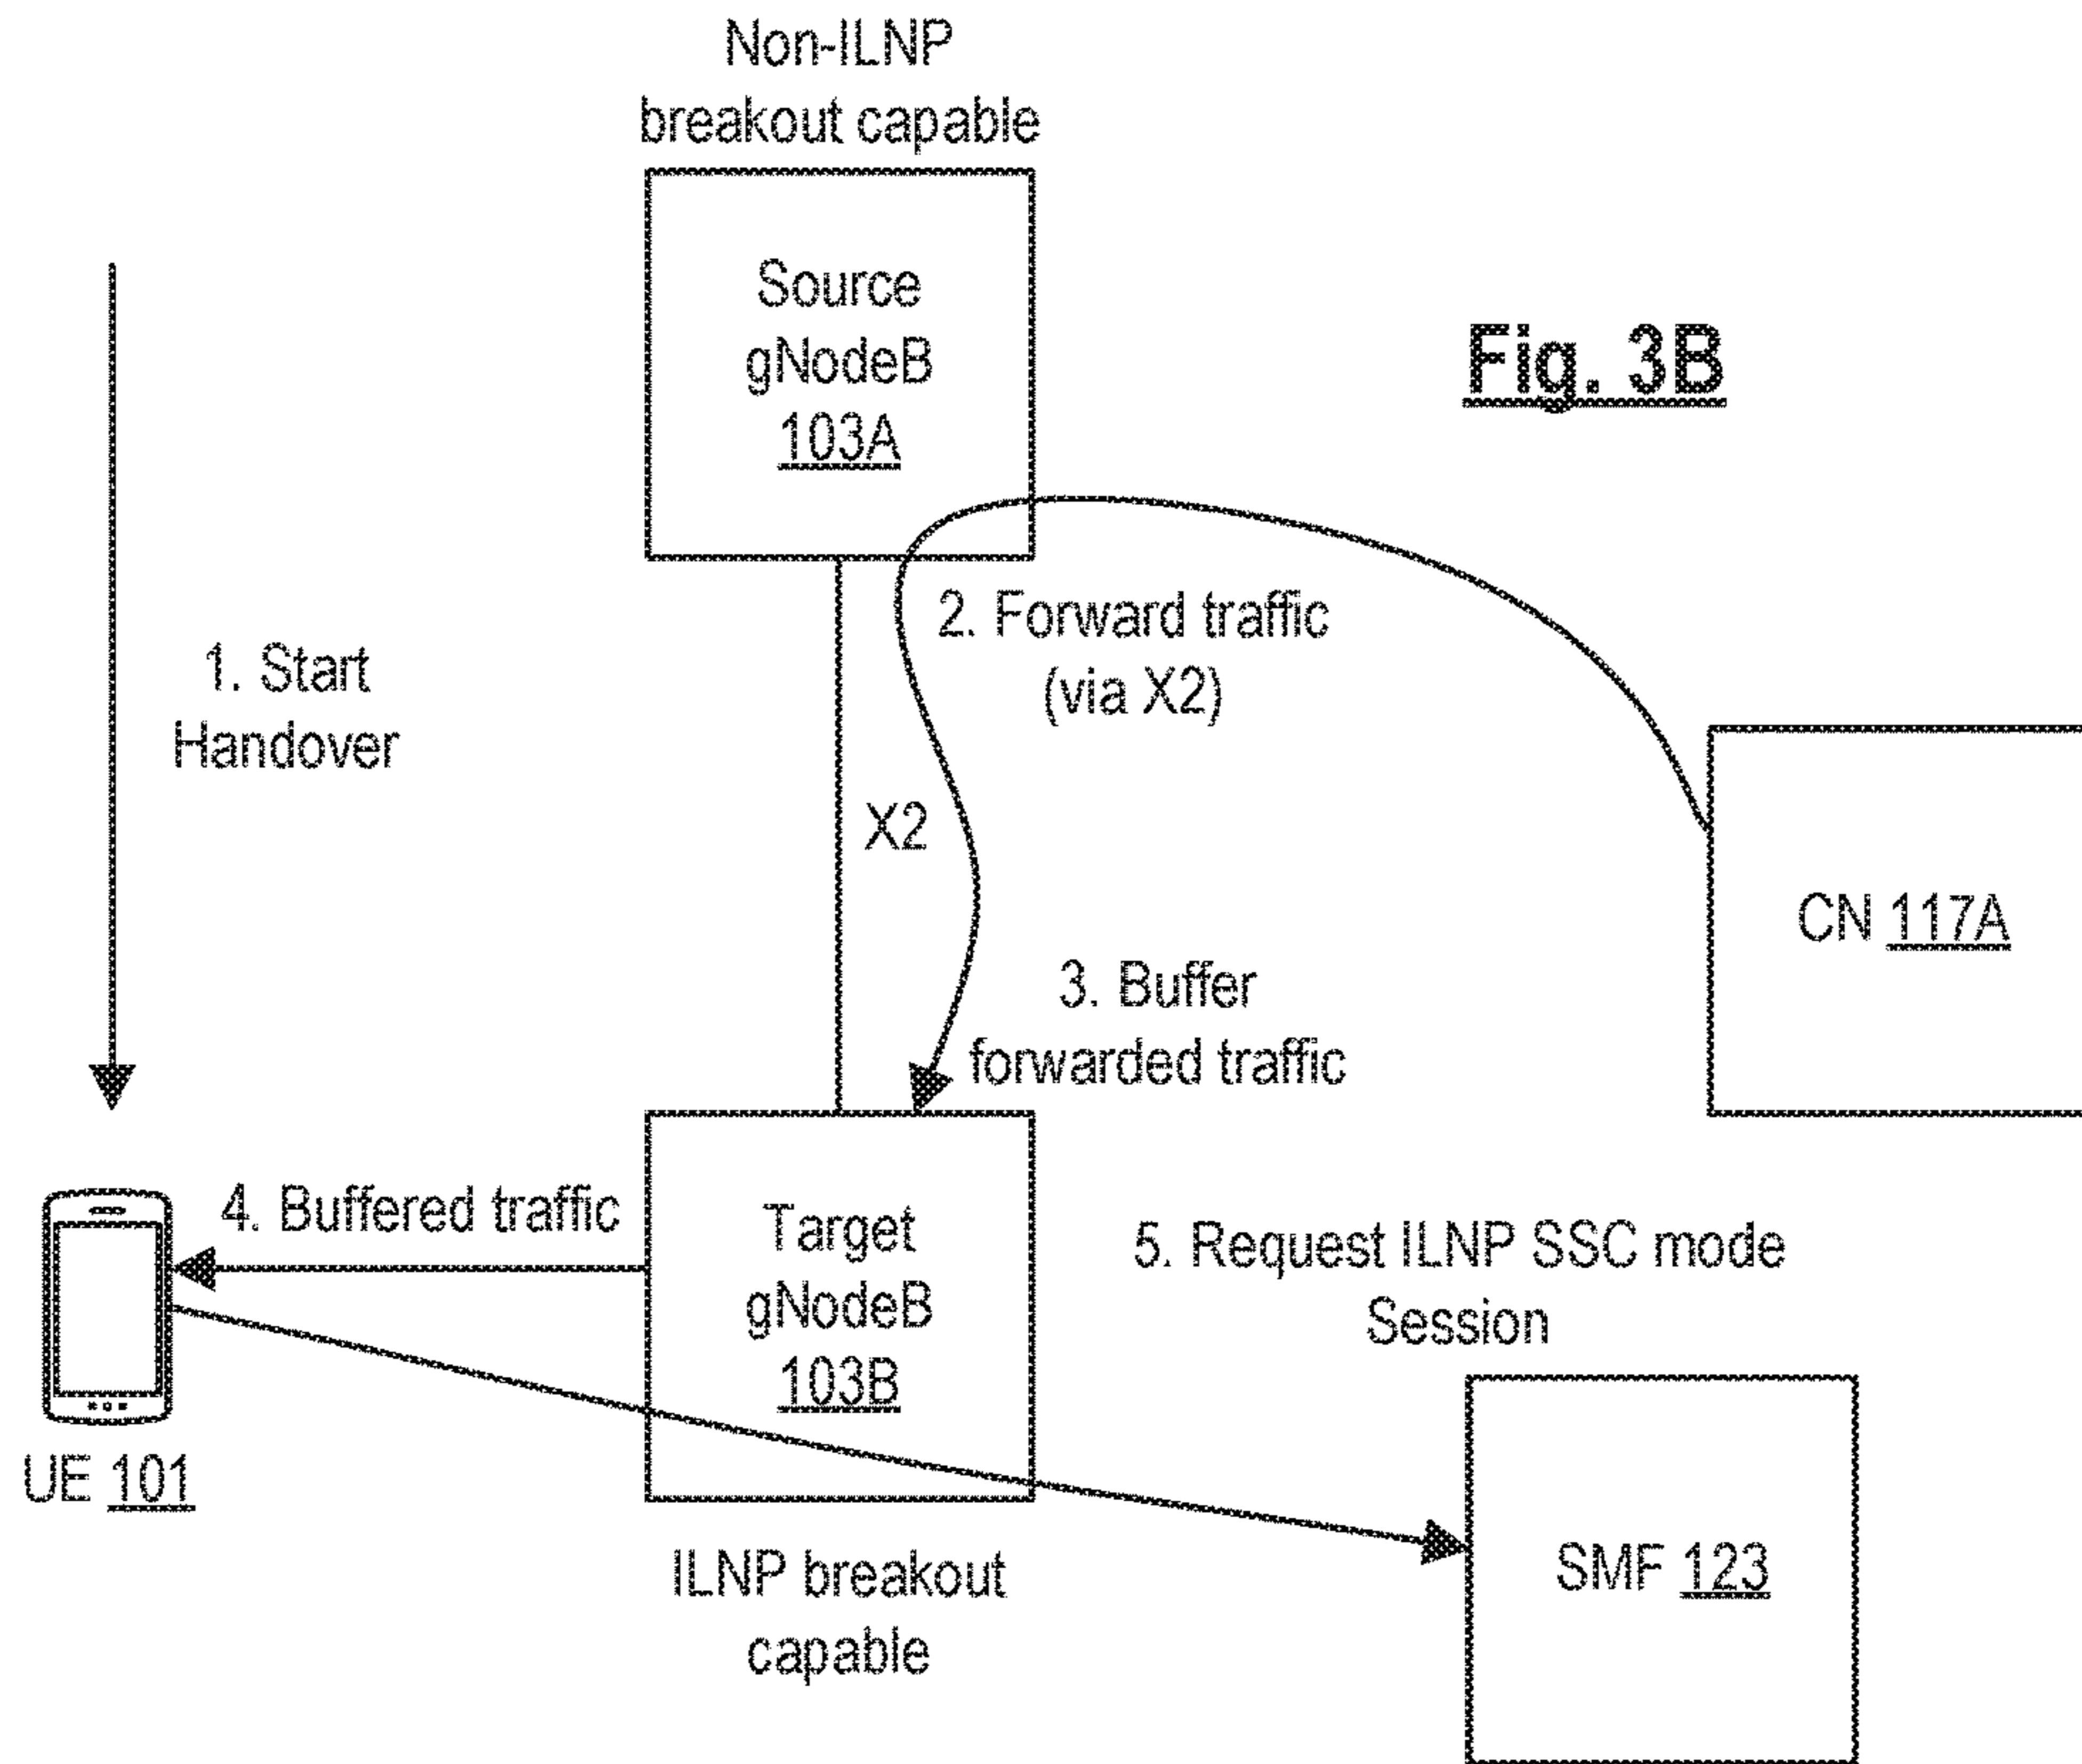 Non-ILNP
breakout capable
Source
gNodeB
103A
Fig. 3B
2. Forward traffic
(via X2)
1. Start
Handover
X2
CN 117A
3. Buffer
forwarded traffic
4. Buffered traffic
Target
gNodeB
103B
5. Request ILNP SSC mode
Session
UE 101
ILNP breakout
capable
SMF 123